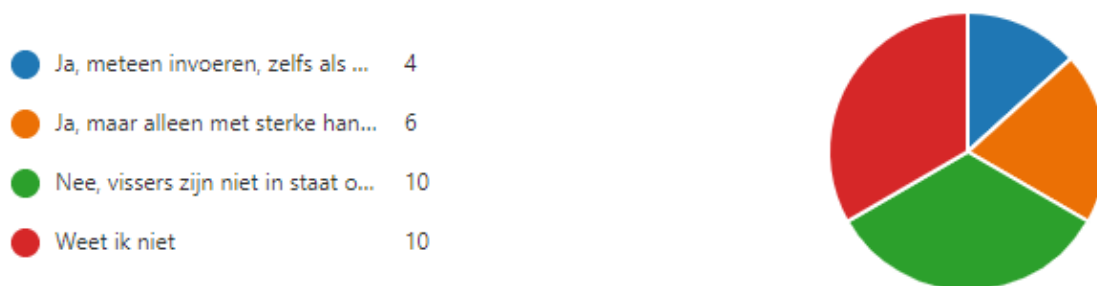 Ja, meteen invoeren, zelfs als ... 4
Ja, maar alleen met sterke han... 6
Nee, vissers zijn niet in staat o... 10
Weet ik niet 10